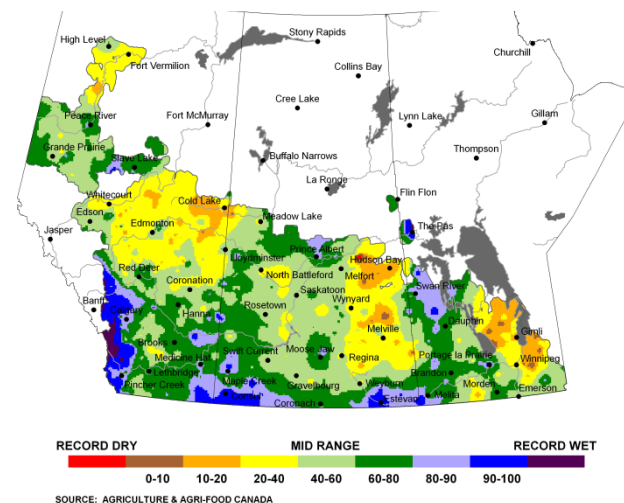 High Level
Stony Rapids
Churchill
Fort Vermilion
Collins Bay
Cree Lake
Peace River
Fort McMurray
Lynn Lake
Gillam
Grande Prairie
Slave Lake
Buffalo Narrows
Thompson
La Ronge
Flin Flon
Whitecourt
Cold Lake
Meadow Lake
Edson
Edmonton
The Pas
Jasper
Lloydminster
Prince Albert
Hudson Bay
Red Deer
North Battleford
Melfort
Coronation
Saskatoon
Swan River
Banff
Calgary
Hanna
Rosetown
Wynyard
Dauphin
Gimli
Brooks
Melville
Medicine Hat
Swift Current
Moose Jaw
Regina
Portage la Prairie
Winnipeg
Lethbridge
Brandon
Pincher Creek
Maple Creek
Gravelbourg
Weyburn
Morden
Emerson
Coronach
Estevan
Melita
RECORD DRY MID RANGE RECORD WET
0-10 10-20 20-40 40-60 60-80 80-90 90-100
SOURCE: AGRICULTURE & AGRI-FOOD CANADA